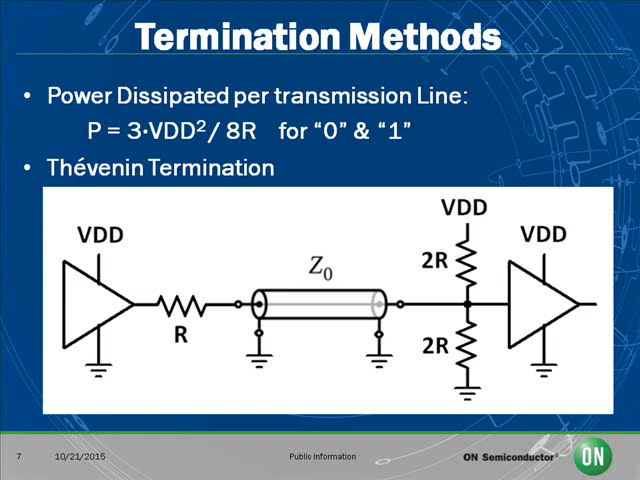 Termination Methods
• Power Dissipated per transmission Line:
P = 3·VDD²/ 8R for “0” & “1”
• Thévenin Termination
VDD
R
Z₀
VDD
2R
2R
VDD
7 10/21/2015 Public Information ON Semiconductor® ON